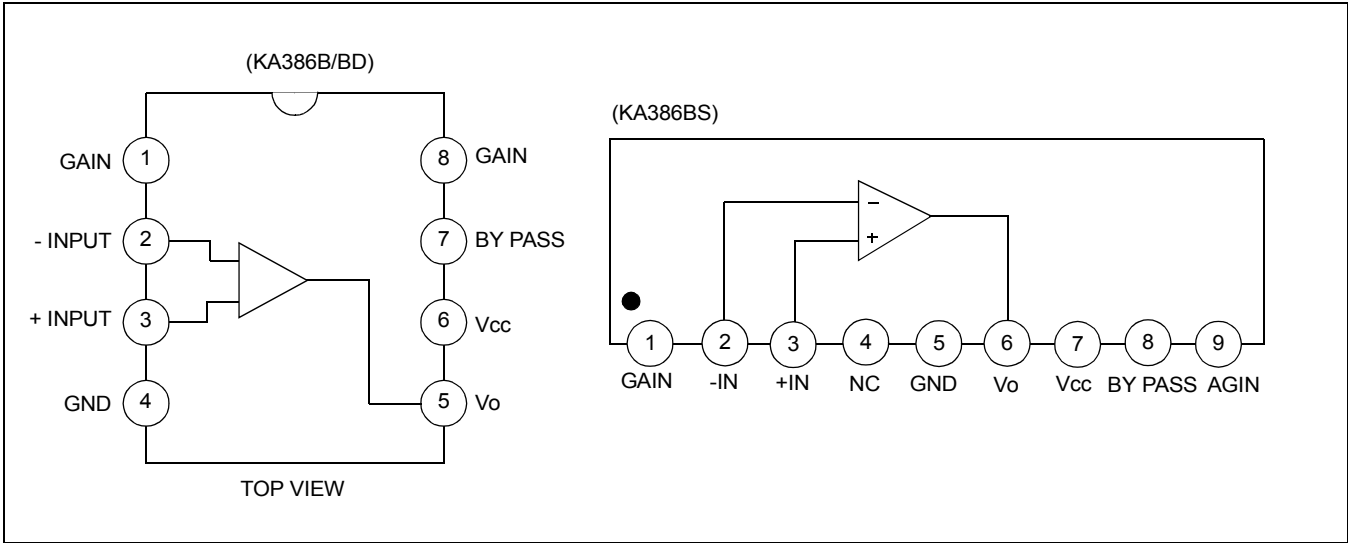 (KA386B/BD)
GAIN 1
8 GAIN
- INPUT 2
7 BY PASS
+ INPUT 3
6 Vcc
GND 4
5 Vo
TOP VIEW
(KA386BS)
−
+
1 2 3 4 5 6 7 8 9
GAIN -IN +IN NC GND Vo Vcc BY PASS AGIN